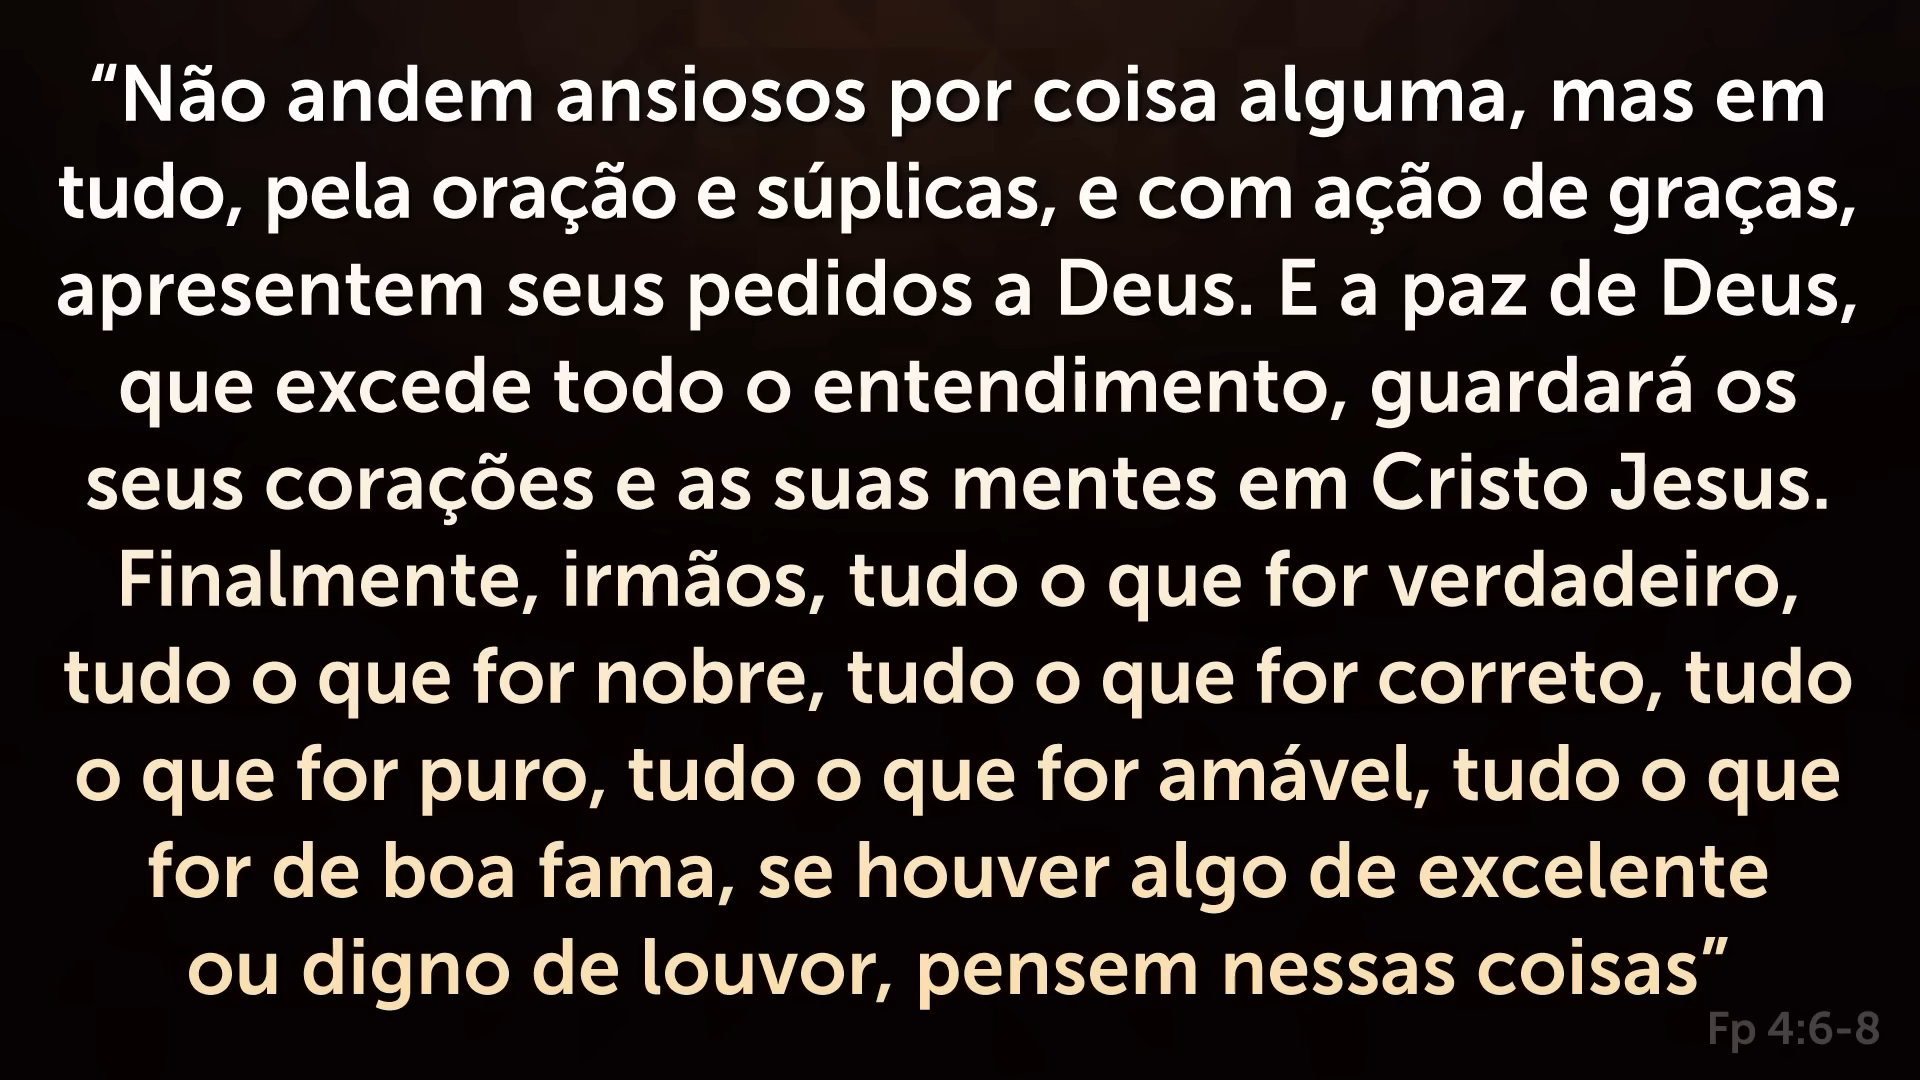 “Não andem ansiosos por coisa alguma, mas em
tudo, pela oração e súplicas, e com ação de graças,
apresentem seus pedidos a Deus. E a paz de Deus,
que excede todo o entendimento, guardará os
seus corações e as suas mentes em Cristo Jesus.
Finalmente, irmãos, tudo o que for verdadeiro,
tudo o que for nobre, tudo o que for correto, tudo
o que for puro, tudo o que for amável, tudo o que
for de boa fama, se houver algo de excelente
ou digno de louvor, pensem nessas coisas”
Fp 4:6-8